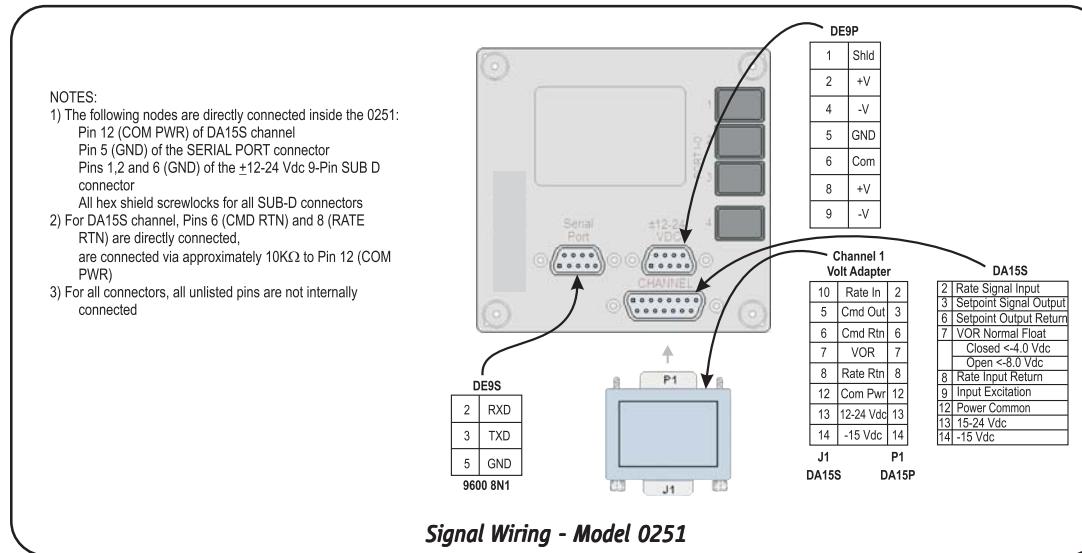 NOTES:
1) The following nodes are directly connected inside the 0251:
Pin 12 (COM PWR) of DA15S channel
Pin 5 (GND) of the SERIAL PORT connector
Pins 1,2 and 6 (GND) of the ±12-24 Vdc 9-Pin SUB D
connector
All hex shield screwlocks for all SUB-D connectors
2) For DA15S channel, Pins 6 (CMD RTN) and 8 (RATE
RTN) are directly connected,
are connected via approximately 10KΩ to Pin 12 (COM
PWR)
3) For all connectors, all unlisted pins are not internally
connected
1
2
3
4
Serial
Port
±12-24
VDC
CHANNEL
DE9P
1 Shld
2 +V
4 -V
5 GND
6 Com
8 +V
9 -V
DE9S
2 RXD
3 TXD
5 GND
9600 8N1
P1
J1
Channel 1
Volt Adapter
10 Rate In 2
5 Cmd Out 3
6 Cmd Rtn 6
7 VOR 7
8 Rate Rtn 8
12 Com Pwr 12
13 12-24 Vdc 13
14 -15 Vdc 14
J1 P1
DA15S DA15P
DA15S
2 Rate Signal Input
3 Setpoint Signal Output
6 Setpoint Output Return
7 VOR Normal Float
Closed <-4.0 Vdc
Open <-8.0 Vdc
8 Rate Input Return
9 Input Excitation
12 Power Common
13 15-24 Vdc
14 -15 Vdc
Signal Wiring - Model 0251